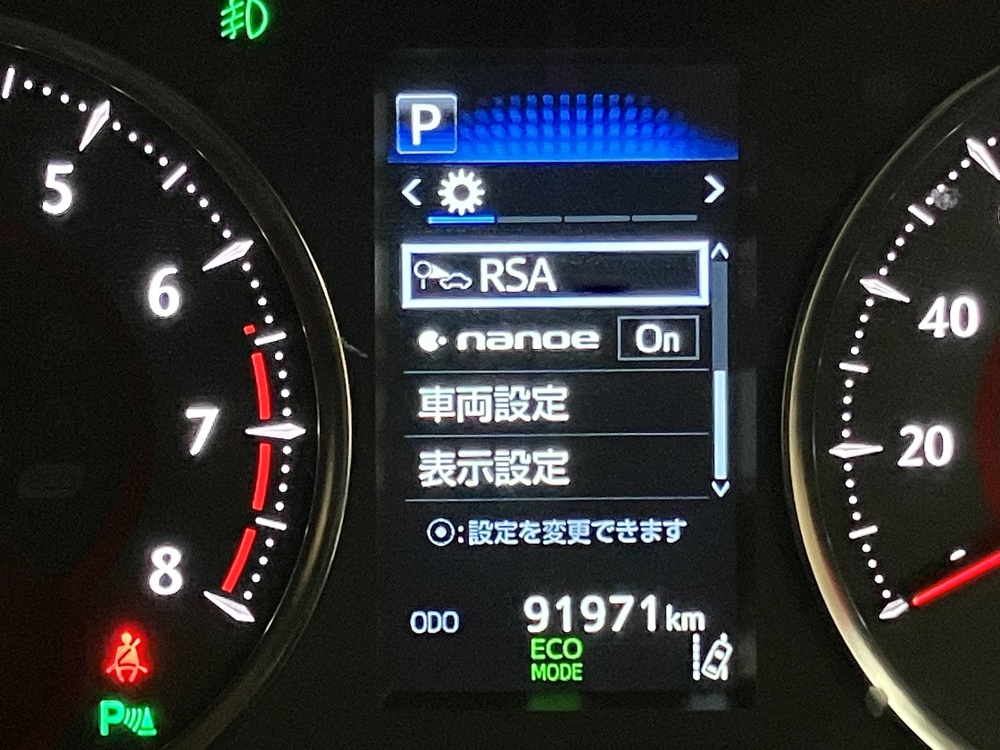 P
RSA
nanoe On
車両設定
表示設定
⦿:設定を変更できます
ODO 91971km
ECO
MODE
5
6
7
8
P
40
20